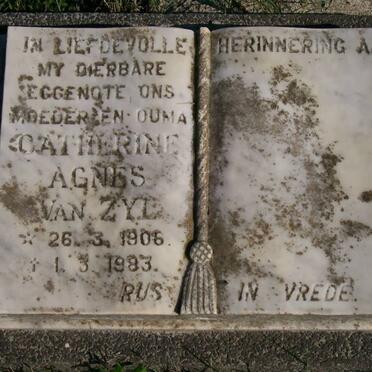 IN LIEFDEVOLLE HERINNERING A
MY DIERBARE
EGGENOTE ONS
MOEDER EN OUMA
CATHERINE
AGNES
VAN ZYL
* 26. 3. 1906.
† 1. 3. 1983.
RUS IN VREDE.